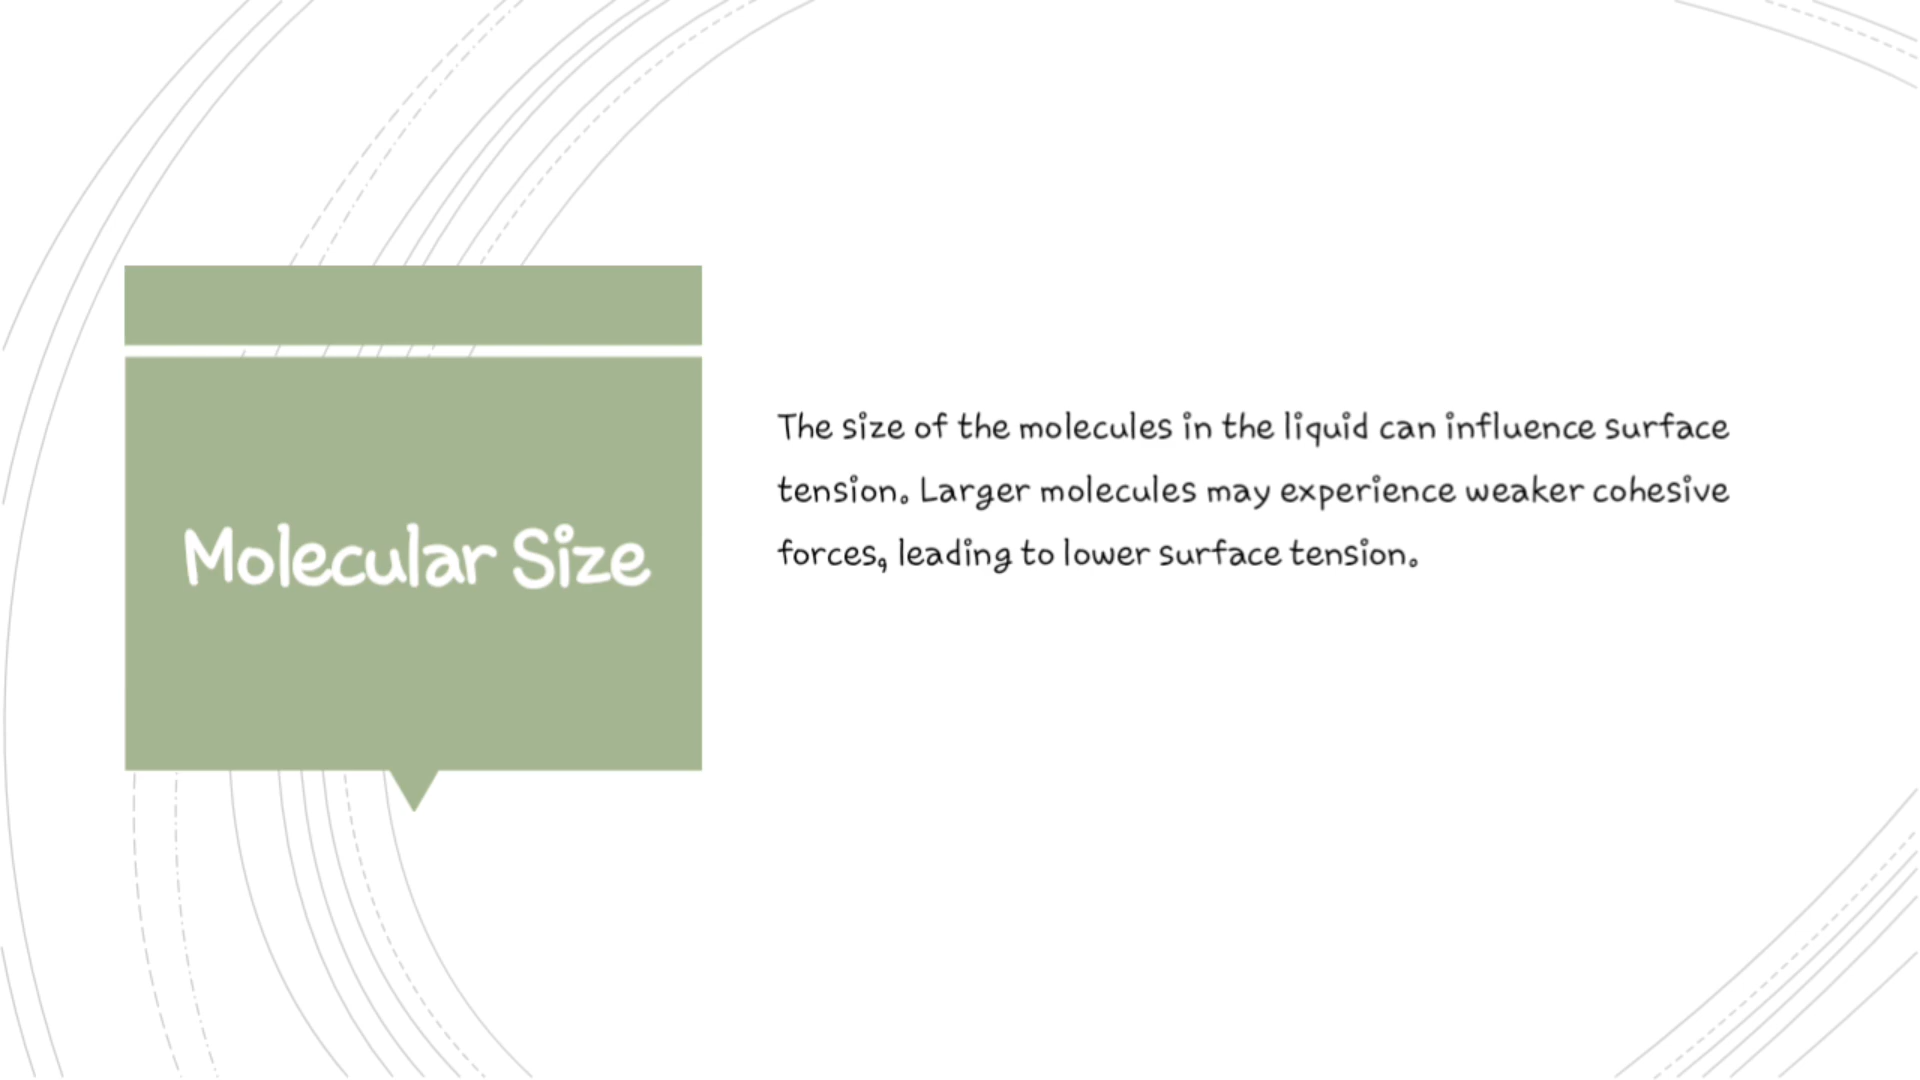 Molecular Size
The size of the molecules in the liquid can influence surface
tension. Larger molecules may experience weaker cohesive
forces, leading to lower surface tension.